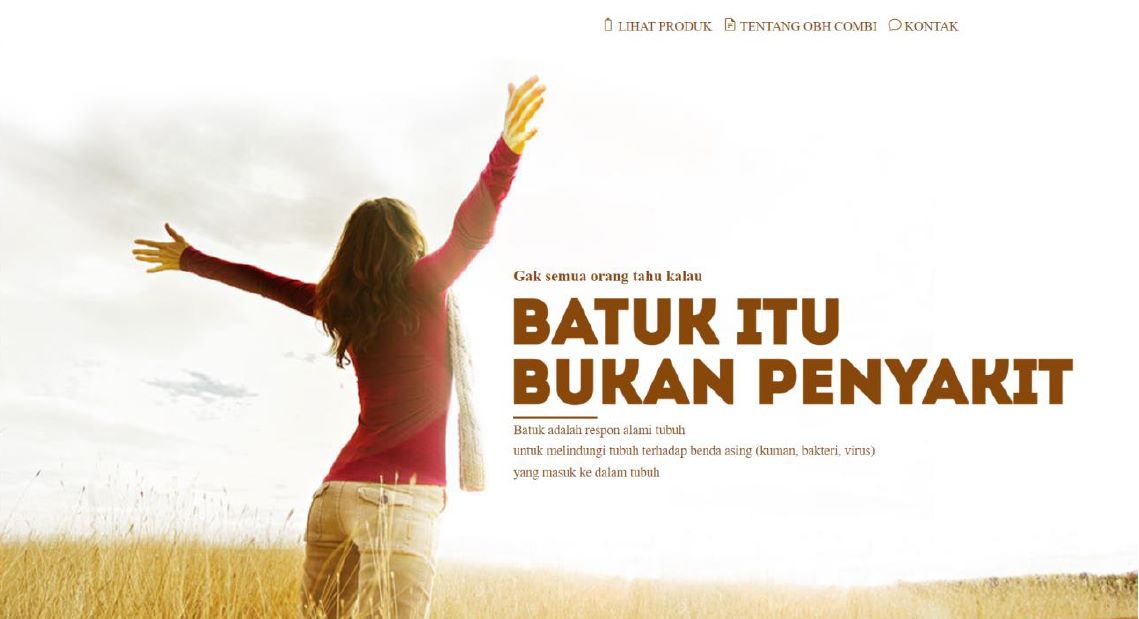 LIHAT PRODUK TENTANG OBH COMBI KONTAK
Gak semua orang tahu kalau
BATUK ITU
BUKAN PENYAKIT
Batuk adalah respon alami tubuh
untuk melindungi tubuh terhadap benda asing (kuman, bakteri, virus)
yang masuk ke dalam tubuh